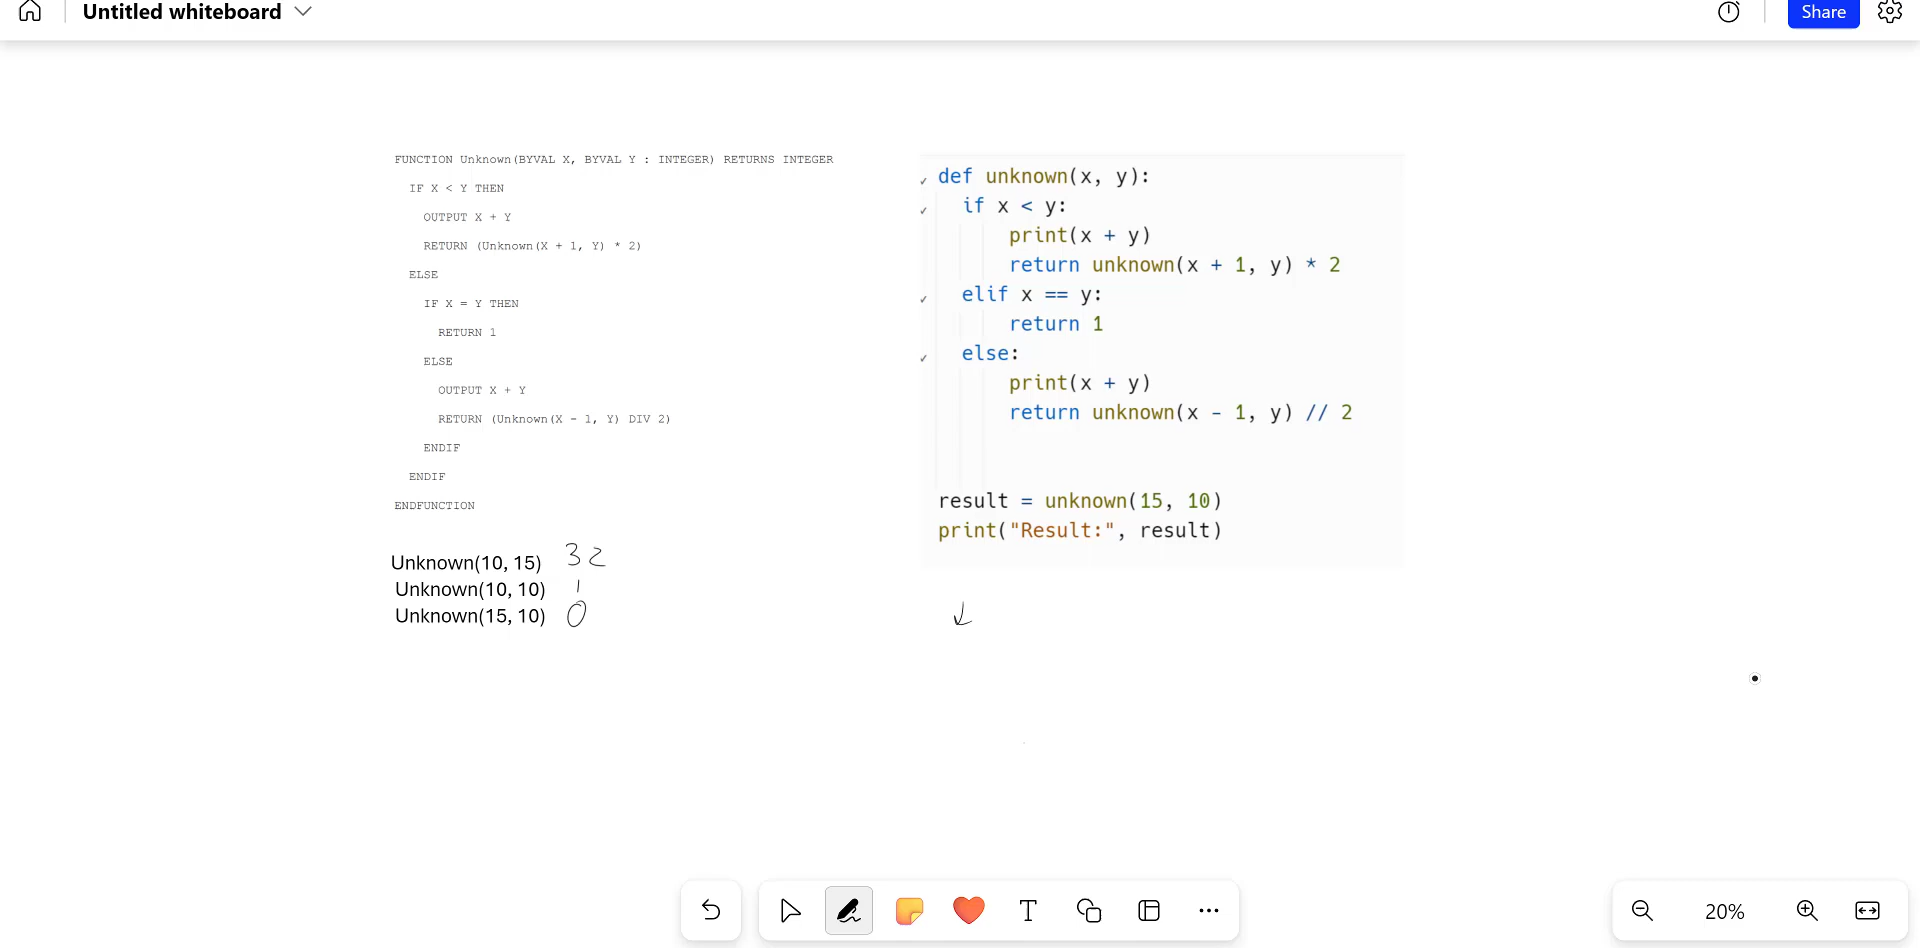 Untitled whiteboard
Share
FUNCTION Unknown(BYVAL X, BYVAL Y : INTEGER) RETURNS INTEGER
IF X < Y THEN
OUTPUT X + Y
RETURN (Unknown(X + 1, Y) * 2)
ELSE
IF X = Y THEN
RETURN 1
ELSE
OUTPUT X + Y
RETURN (Unknown(X - 1, Y) DIV 2)
ENDIF
ENDIF
ENDFUNCTION
Unknown(10, 15) 32
Unknown(10, 10) 1
Unknown(15, 10) 0
def unknown(x, y):
if x < y:
print(x + y)
return unknown(x + 1, y) * 2
elif x == y:
return 1
else:
print(x + y)
return unknown(x - 1, y) // 2
result = unknown(15, 10)
print("Result:", result)
20%